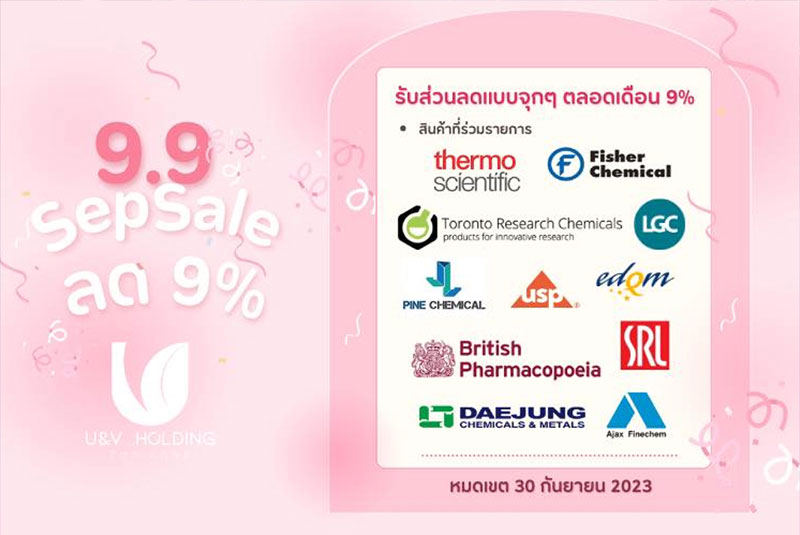 9.9
SepSale
ลด 9%
U&V HOLDING
รับส่วนลดแบบจุกๆ ตลอดเดือน 9%
• สินค้าที่ร่วมรายการ
thermo
scientific
F Fisher
Chemical
Toronto Research Chemicals
products for innovative research
LGC
PINE CHEMICAL
usp®
edqm
British
Pharmacopoeia
SRL
DAEJUNG
CHEMICALS & METALS
Ajax Finechem
หมดเขต 30 กันยายน 2023